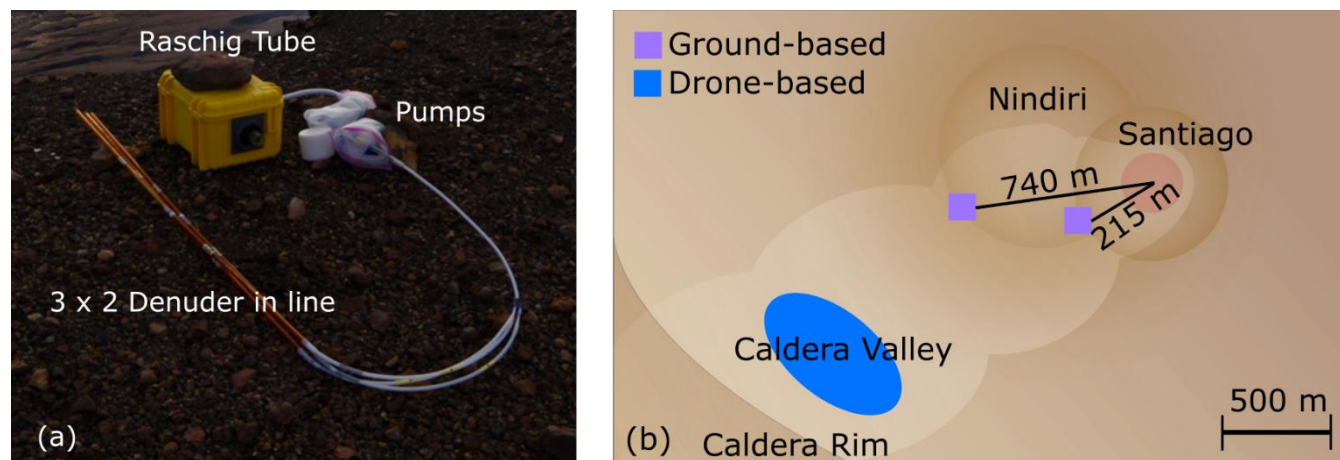 Raschig Tube
Pumps
3 x 2 Denuder in line
(a)
Ground-based
Drone-based
Nindiri
Santiago
740 m
215 m
Caldera Valley
500 m
(b)
Caldera Rim